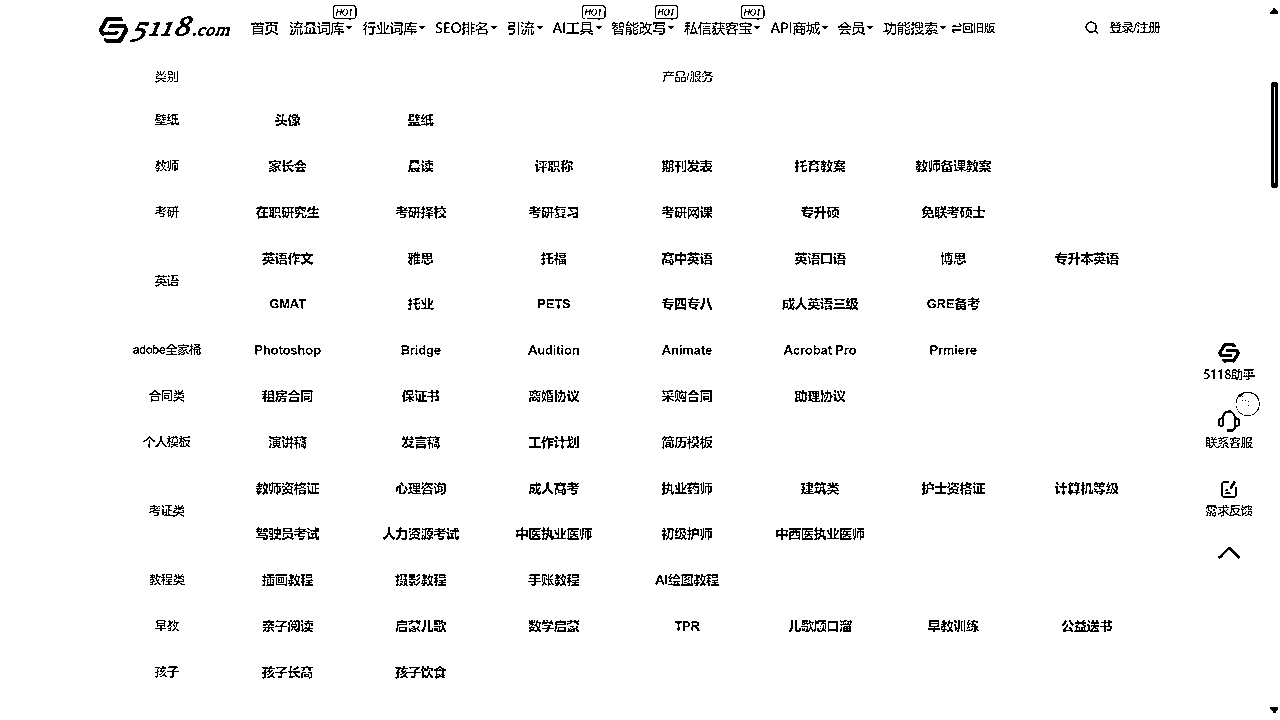 5118.com 首页 流量词库 HOT 行业词库 SEO排名 引流 AI工具 HOT 智能改写 HOT 私信获客宝 HOT API商城 会员 功能搜索 回旧版 登录/注册
类别 产品/服务
壁纸 头像 壁纸
教师 家长会 晨读 评职称 期刊发表 托育教案 教师备课教案
考研 在职研究生 考研择校 考研复习 考研网课 专升硕 免联考硕士
英语作文 雅思 托福 高中英语 英语口语 博思 专升本英语
英语
GMAT 托业 PETS 专四专八 成人英语三级 GRE备考
adobe全家桶 Photoshop Bridge Audition Animate Acrobat Pro Prmiere
合同类 租房合同 保证书 离婚协议 采购合同 助理协议
个人模板 演讲稿 发言稿 工作计划 简历模板
教师资格证 心理咨询 成人高考 执业药师 建筑类 护士资格证 计算机等级
考证类
驾驶员考试 人力资源考试 中医执业医师 初级护师 中西医执业医师
教程类 插画教程 摄影教程 手账教程 AI绘图教程
早教 亲子阅读 启蒙儿歌 数学启蒙 TPR 儿歌顺口溜 早教训练 公益送书
孩子 孩子长高 孩子饮食
5118助手
联系客服
需求反馈